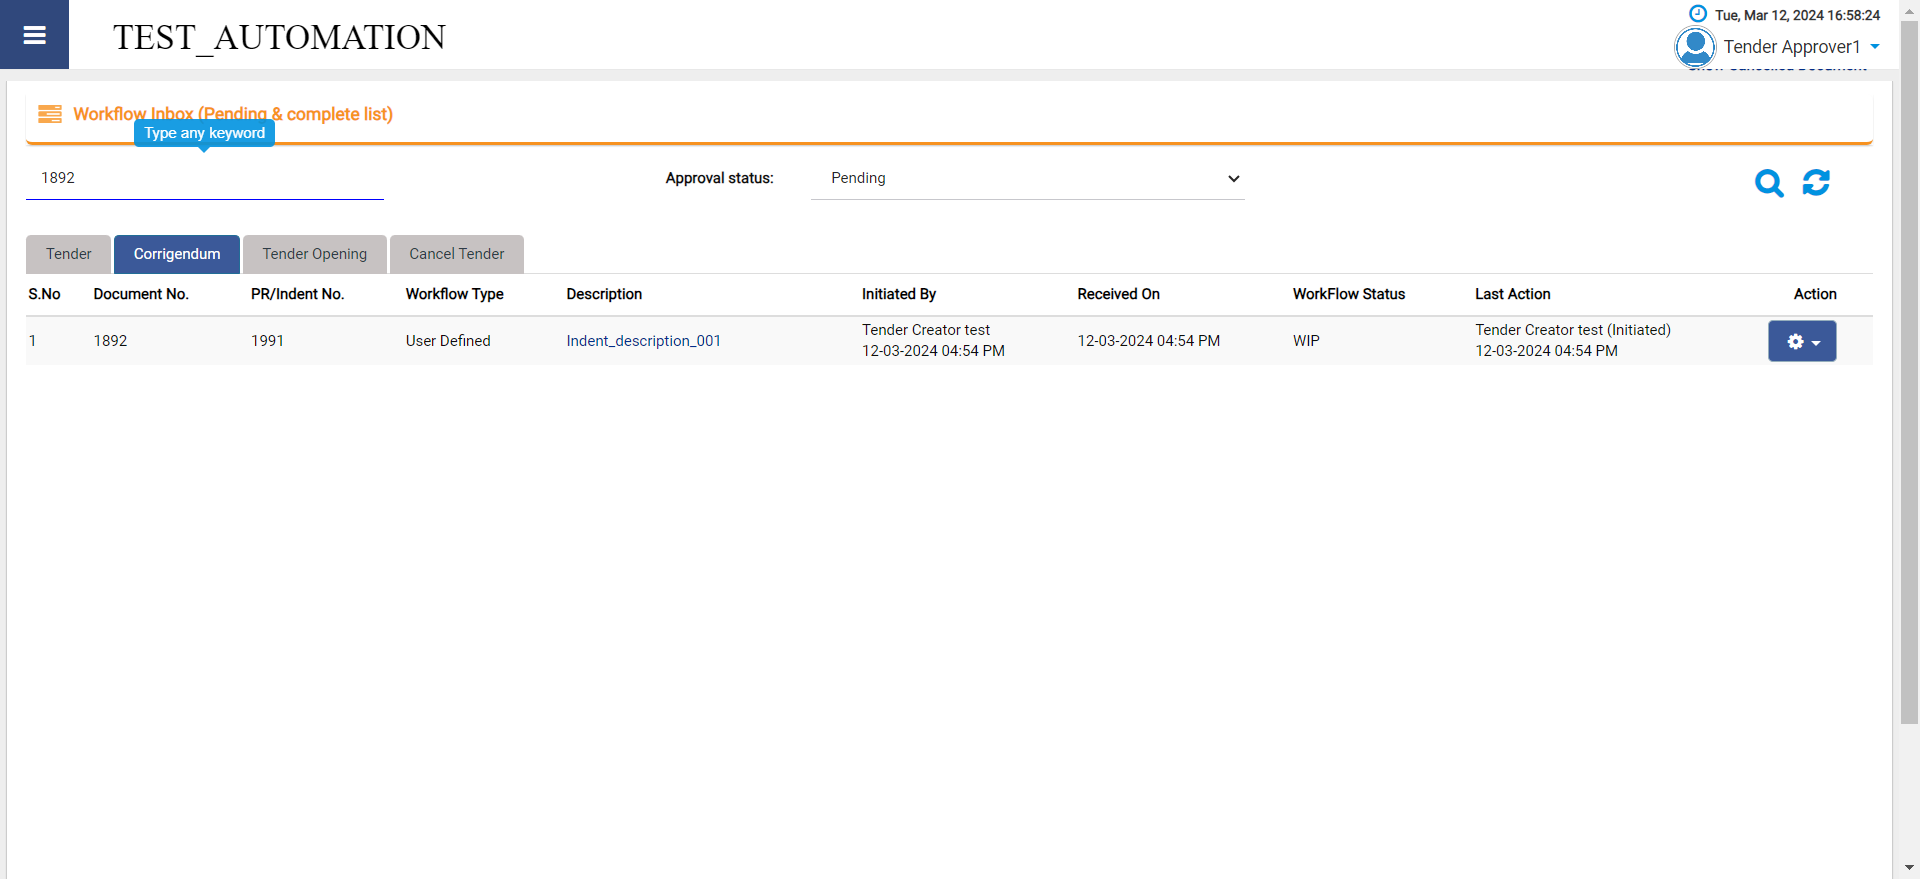 TEST_AUTOMATION
Tue, Mar 12, 2024 16:58:24
Tender Approver1
Workflow Inbox (Pending & complete list)
Type any keyword
1892
Approval status:
Pending
Tender
Corrigendum
Tender Opening
Cancel Tender
S.No Document No. PR/Indent No. Workflow Type Description Initiated By Received On WorkFlow Status Last Action Action
1 1892 1991 User Defined Indent_description_001 Tender Creator test 12-03-2024 04:54 PM WIP Tender Creator test (Initiated)
12-03-2024 04:54 PM 12-03-2024 04:54 PM